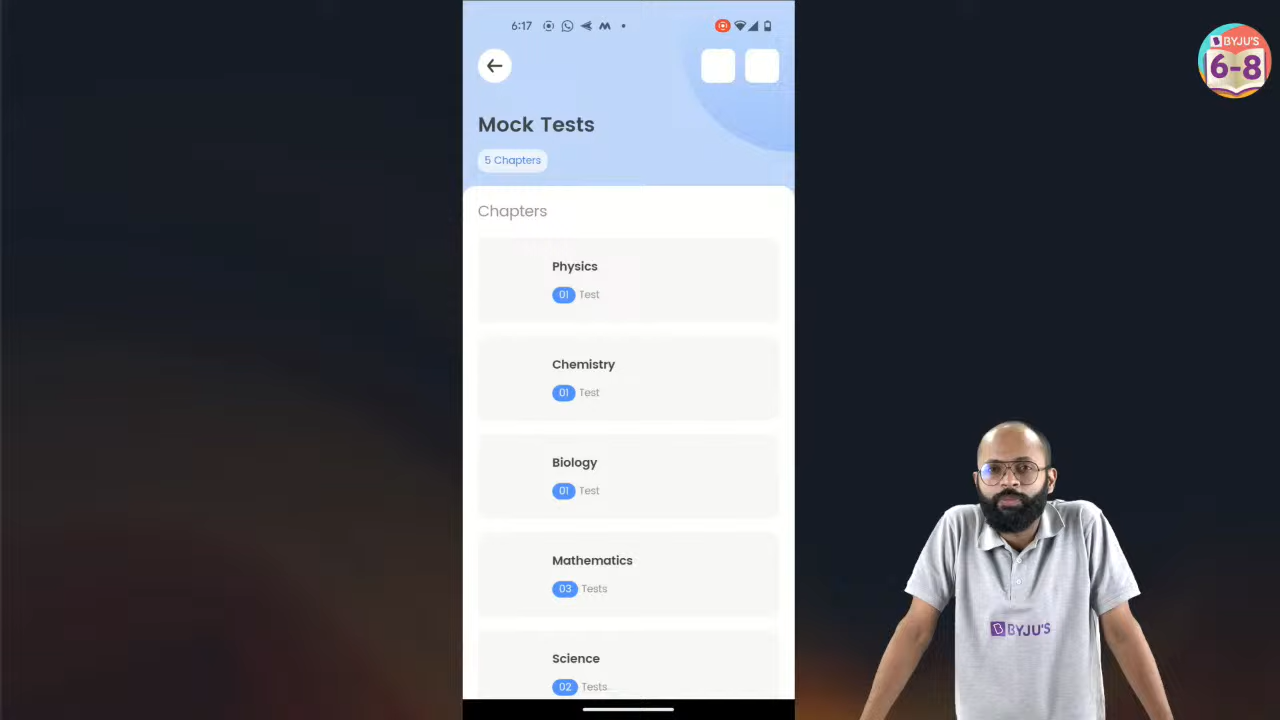 6:17
BYJU'S
6-8
Mock Tests
5 Chapters
Chapters
Physics
01 Test
Chemistry
01 Test
Biology
01 Test
Mathematics
03 Tests
Science
02 Tests
BYJU'S